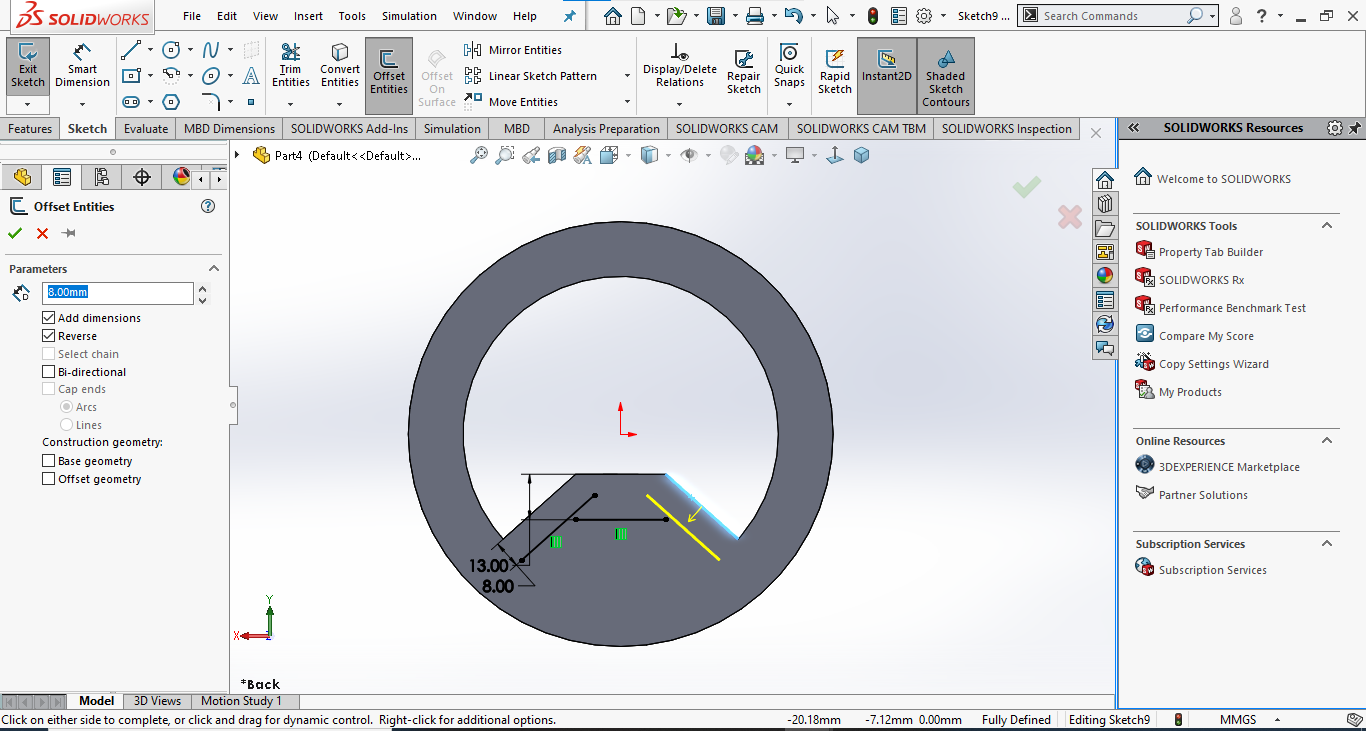 SOLIDWORKS File Edit View Insert Tools Simulation Window Help Sketch9 ... Search Commands ?
Exit Sketch
Smart Dimension
Trim Entities
Convert Entities
Offset Entities
Offset On Surface
Mirror Entities
Linear Sketch Pattern
Move Entities
Display/Delete Relations
Repair Sketch
Quick Snaps
Rapid Sketch
Instant2D
Shaded Sketch Contours
Features Sketch Evaluate MBD Dimensions SOLIDWORKS Add-Ins Simulation MBD Analysis Preparation SOLIDWORKS CAM SOLIDWORKS CAM TBM SOLIDWORKS Inspection
Part4 (Default<<Default>...
Offset Entities
Parameters
8.00mm
Add dimensions
Reverse
Select chain
Bi-directional
Cap ends
Arcs
Lines
Construction geometry:
Base geometry
Offset geometry
13.00
8.00
Y
X
*Back
SOLIDWORKS Resources
Welcome to SOLIDWORKS
SOLIDWORKS Tools
Property Tab Builder
SOLIDWORKS Rx
Performance Benchmark Test
Compare My Score
Copy Settings Wizard
My Products
Online Resources
3DEXPERIENCE Marketplace
Partner Solutions
Subscription Services
Subscription Services
Model 3D Views Motion Study 1
Click on either side to complete, or click and drag for dynamic control. Right-click for additional options. -20.18mm -7.12mm 0.00mm Fully Defined Editing Sketch9 MMGS